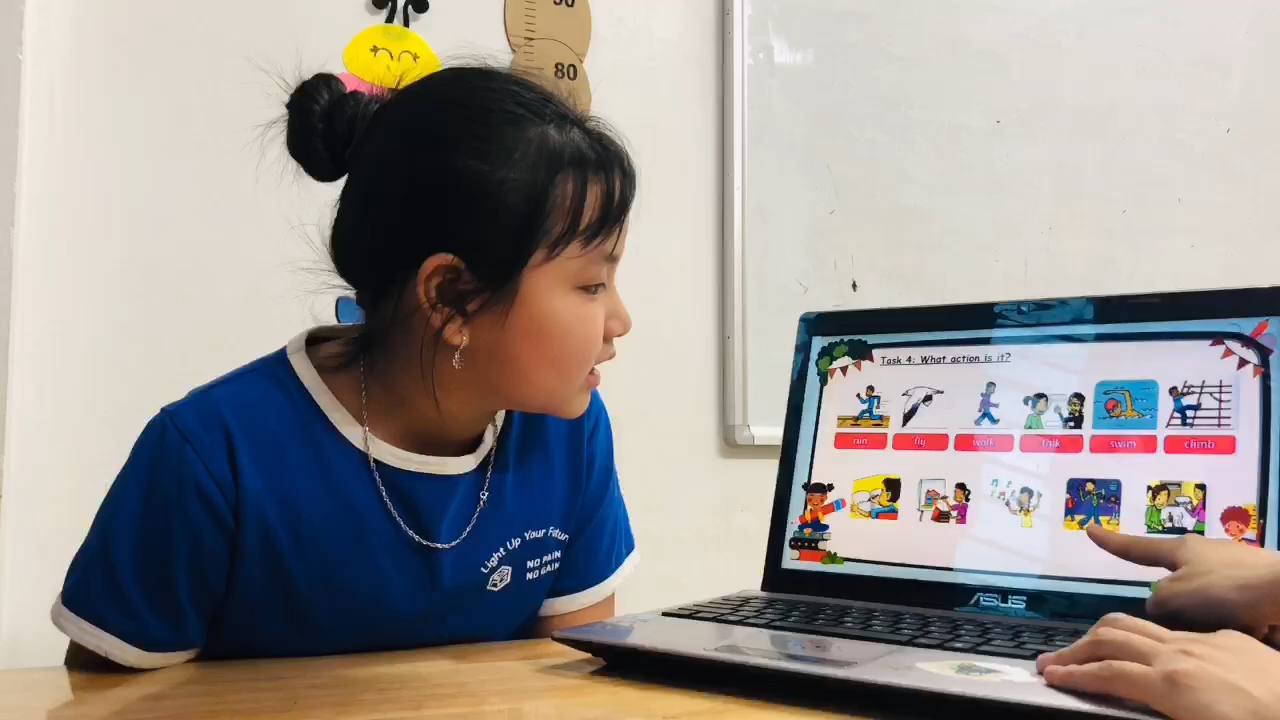 80
Task 4: What action is it?
run
fly
walk
talk
swim
climb
Light Up Your Futur
NO PAIN
NO GAIN
ASUS